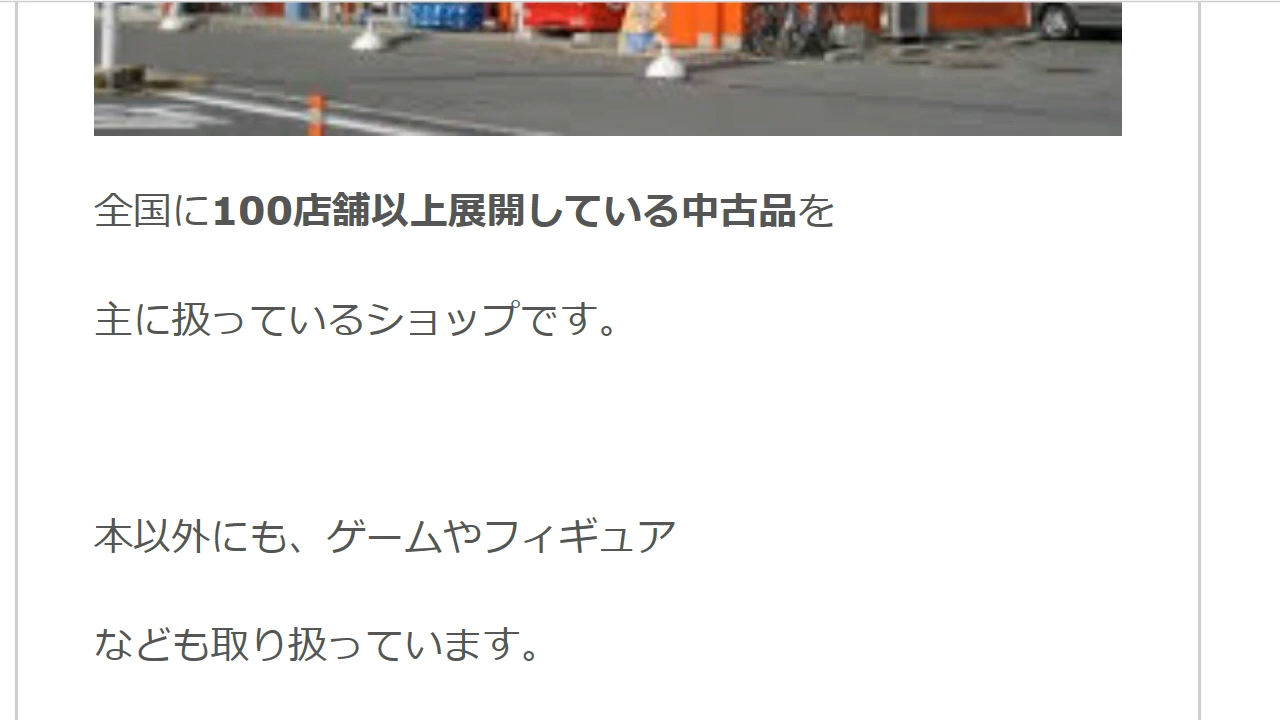 全国に100店舗以上展開している中古品を
主に扱っているショップです。
本以外にも、ゲームやフィギュア
なども取り扱っています。